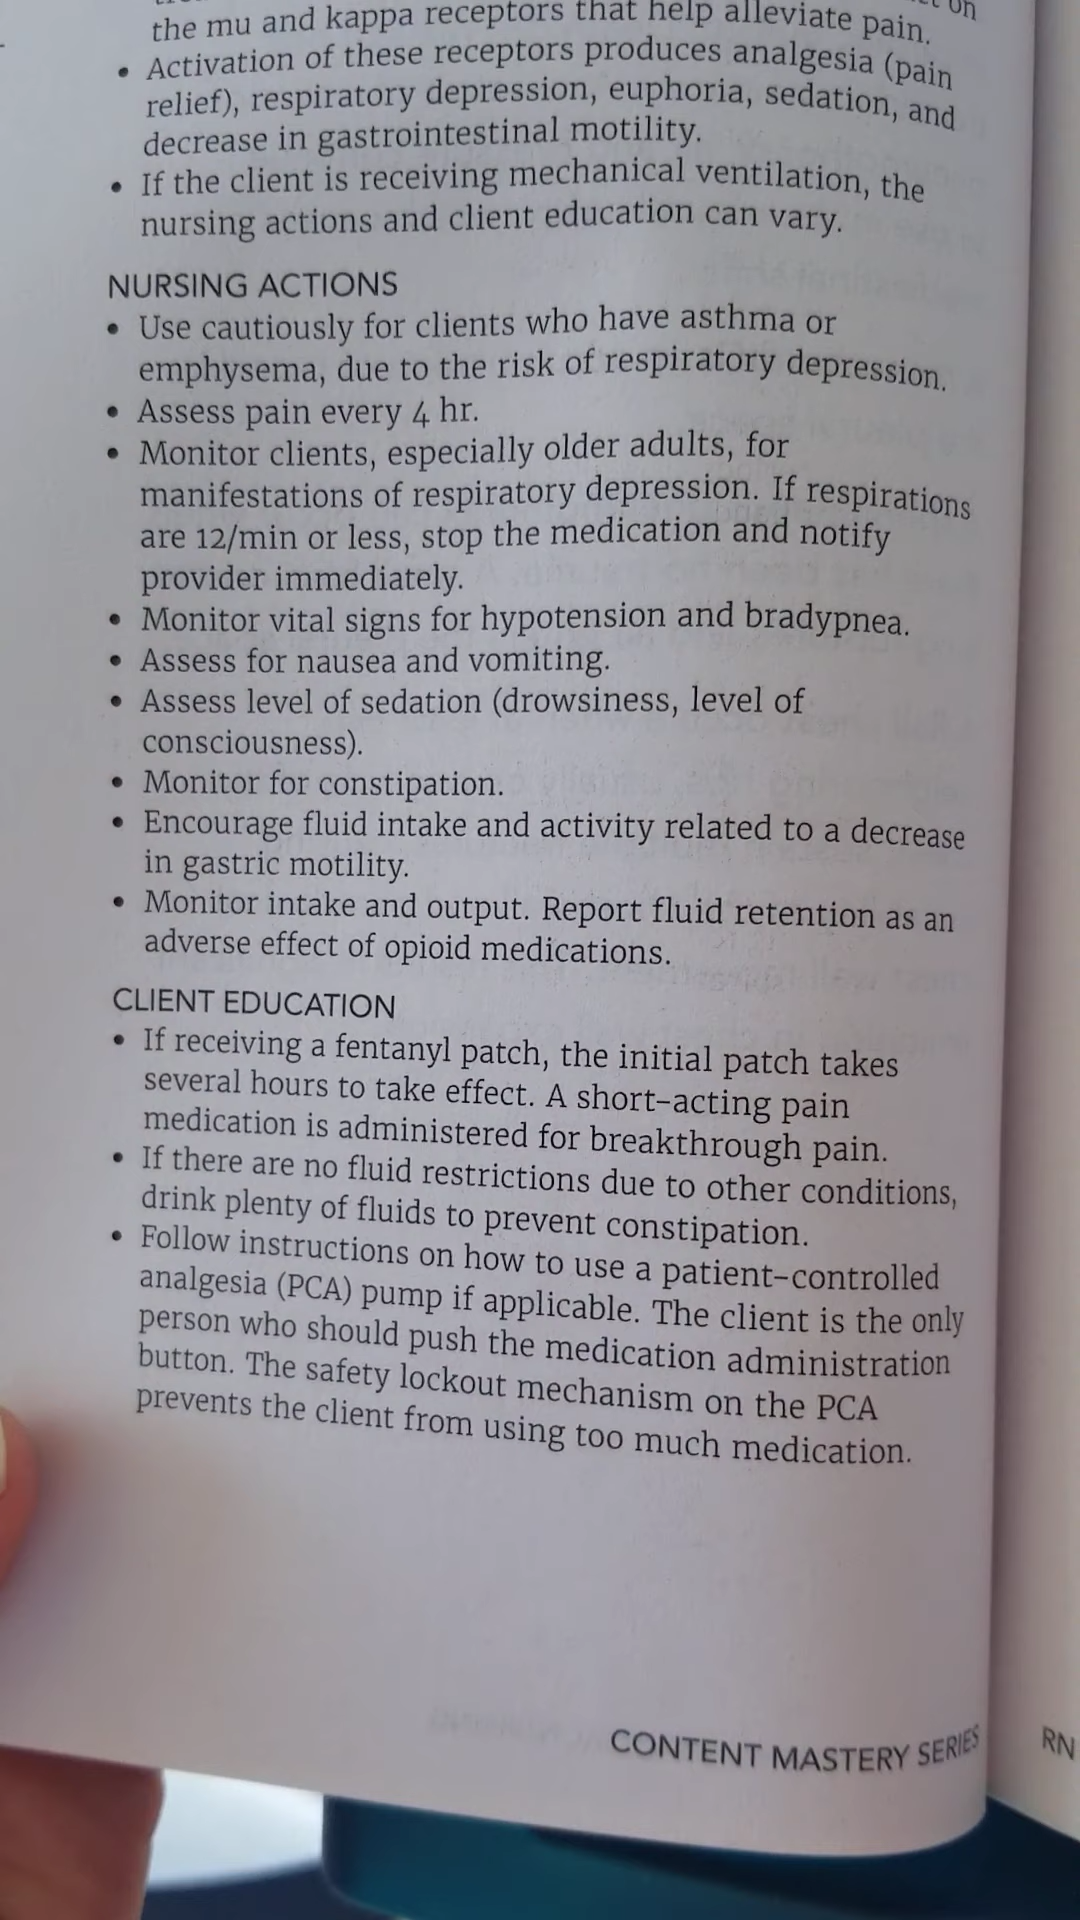 the mu and kappa receptors that help alleviate pain.
• Activation of these receptors produces analgesia (pain
relief), respiratory depression, euphoria, sedation, and
decrease in gastrointestinal motility.
• If the client is receiving mechanical ventilation, the
nursing actions and client education can vary.
NURSING ACTIONS
• Use cautiously for clients who have asthma or
emphysema, due to the risk of respiratory depression.
• Assess pain every 4 hr.
• Monitor clients, especially older adults, for
manifestations of respiratory depression. If respirations
are 12/min or less, stop the medication and notify
provider immediately.
• Monitor vital signs for hypotension and bradypnea.
• Assess for nausea and vomiting.
• Assess level of sedation (drowsiness, level of
consciousness).
• Monitor for constipation.
• Encourage fluid intake and activity related to a decrease
in gastric motility.
• Monitor intake and output. Report fluid retention as an
adverse effect of opioid medications.
CLIENT EDUCATION
• If receiving a fentanyl patch, the initial patch takes
several hours to take effect. A short-acting pain
medication is administered for breakthrough pain.
• If there are no fluid restrictions due to other conditions,
drink plenty of fluids to prevent constipation.
• Follow instructions on how to use a patient-controlled
analgesia (PCA) pump if applicable. The client is the only
person who should push the medication administration
button. The safety lockout mechanism on the PCA
prevents the client from using too much medication.
CONTENT MASTERY SERIES
RN